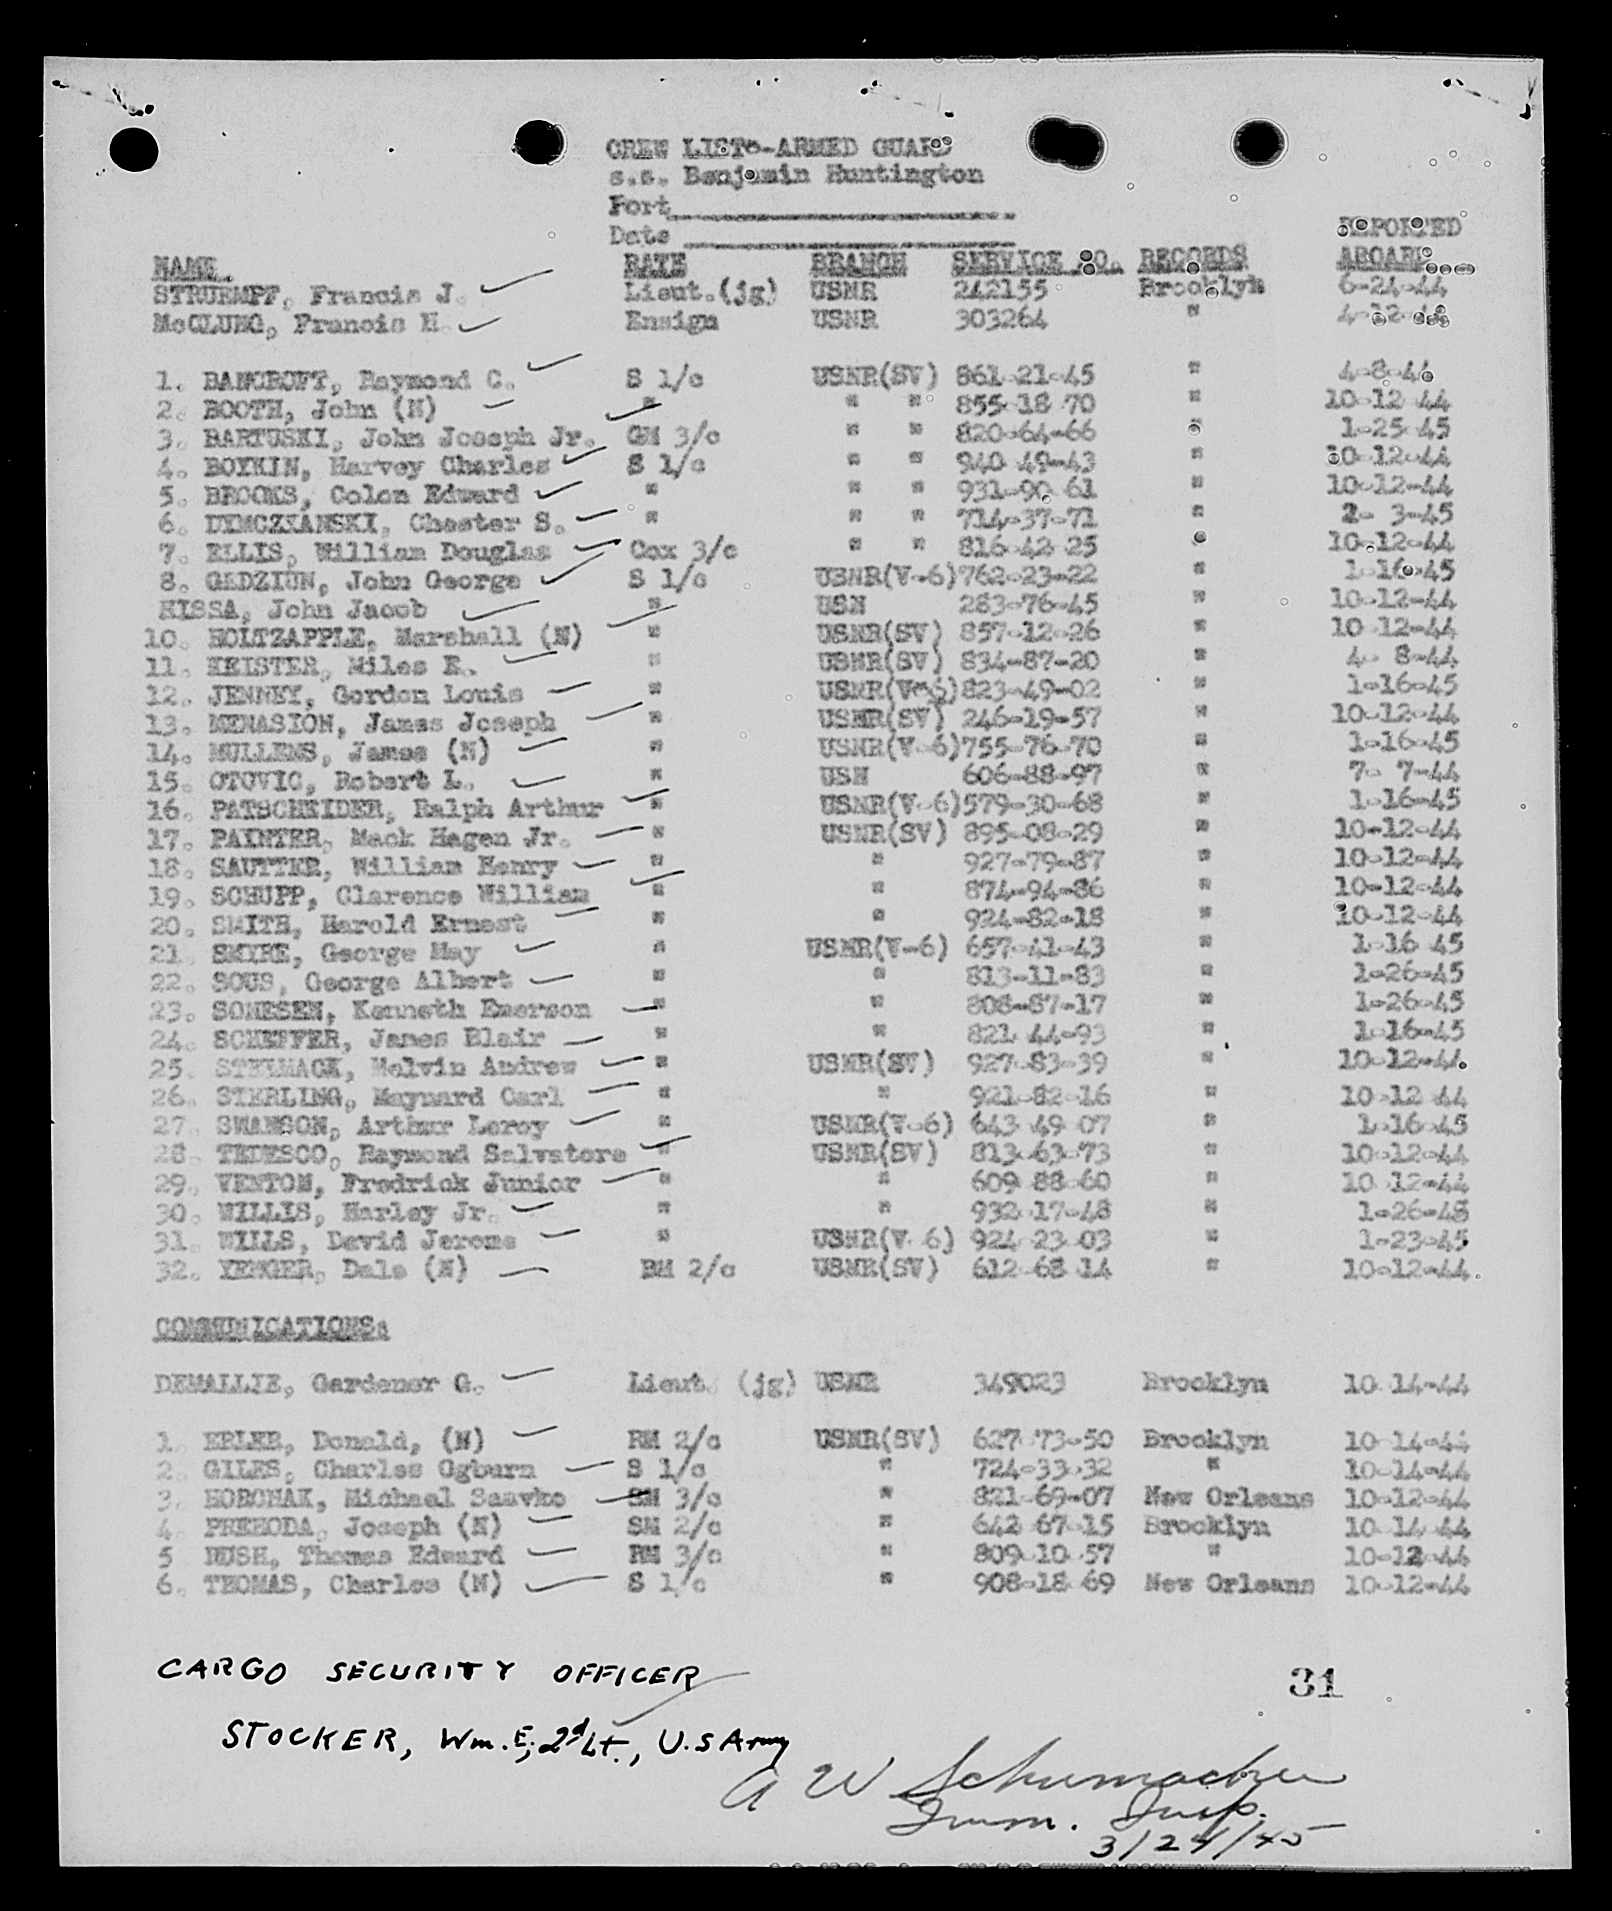 CREW LIST--ARMED GUARD
s.s. Benjamin Huntington
Port
Date
REPORTED
NAME. RATE BRANCH SERVICE NO. RECORDS ABOARD
STRUEMPF, Francis J. Lieut.(jg) USNR 242155 Brooklyn 6-24-44
McCLUNG, Francis H. Ensign USNR 303264 " 4-12-44
1. BANCROFT, Raymond C. S 1/c USNR(SV) 861-21-45 " 4-8-44
2. BOOTH, John (N) " " " 855-18-70 " 10-12-44
3. BARTUSKI, John Joseph Jr. GM 3/c " " 820-64-66 " 1-25-45
4. BOYKIN, Harvey Charles S 1/c " " 940-49-43 " 10-12-44
5. BROOKS, Colon Edward " " " 931-90-61 " 10-12-44
6. DYMCZIANSKI, Chester S. " " " 714-37-71 " 2- 3-45
7. ELLIS, William Douglas Cox 3/c " " 816-42-25 " 10-12-44
8. GADZIUN, John George S 1/c USNR(V-6)762-23-22 " 1-16-45
HISSA, John Jacob " USN 283-76-45 " 10-12-44
10. HOLTZAPPLE, Marshall (N) " USNR(SV) 857-12-26 " 10-12-44
11. HEISTER, Miles E. " USNR(SV) 834-87-20 " 4- 8-44
12. JENNEY, Gordon Louis " USNR(V-6)823-49-02 " 1-16-45
13. MENASION, James Joseph " USNR(SV) 246-19-57 " 10-12-44
14. MULLENS, James (N) " USNR(V-6)755-76-70 " 1-16-45
15. OTOVIC, Robert L. " USN 606-88-97 " 7- 7-44
16. PATSCHEIDER, Ralph Arthur " USNR(V-6)579-30-68 " 1-16-45
17. PAINTER, Mack Hagen Jr. " USNR(SV) 895-08-29 " 10-12-44
18. SAUTTER, William Henry " " 927-79-87 " 10-12-44
19. SCHUPP, Clarence William " " 874-94-86 " 10-12-44
20. SMITH, Harold Ernest " " 924-82-18 " 10-12-44
21. SMYRE, George May " USNR(V-6) 657-41-43 " 1-16-45
22. SOUS, George Albert " " 813-11-83 " 1-26-45
23. SONESEN, Kenneth Emerson " " 808-87-17 " 1-26-45
24. SCHEFFER, James Blair " " 821-44-93 " 1-16-45
25. STELMACK, Melvin Andrew " USNR(SV) 927-83-39 " 10-12-44.
26. STERLING, Maynard Carl " " 921-82-16 " 10-12-44
27. SWANSON, Arthur Leroy " USNR(V-6) 643-49-07 " 1-16-45
28. TEDESCO, Raymond Salvatore " USNR(SV) 813-63-73 " 10-12-44
29. VENTON, Fredrick Junior " " 609-88-60 " 10-12-44
30. WILLIS, Harley Jr. " " 932-17-48 " 1-26-45
31. WILLS, David Jerome " USNR(V-6) 924-23-03 " 1-23-45
32. YENGER, Dale (N) BM 2/c USNR(SV) 612-68-14 " 10-12-44.
COMMUNICATIONS:
DEMALLIE, Gardener G. Lieut. (jg) USNR 349023 Brooklyn 10-14-44
1. ERLER, Donald, (N) RM 2/c USNR(SV) 627-73-50 Brooklyn 10-14-44
2. GILES, Charles Ogburn S 1/c " 724-33-32 " 10-14-44
3. HORCHAK, Michael Saavko SM 3/c " 821-69-07 New Orleans 10-12-44
4. PREHODA, Joseph (N) SM 2/c " 642-67-15 Brooklyn 10-14-44
5 RUSH, Thomas Edward RM 3/c " 809-10-57 " 10-12-44
6. THOMAS, Charles (N) S 1/c " 908-18-69 New Orleans 10-12-44
CARGO SECURITY OFFICER
31
STOCKER, Wm. E., 2d Lt., U.S Army
A W Schumacher
Imm. Insp.
3/24/45